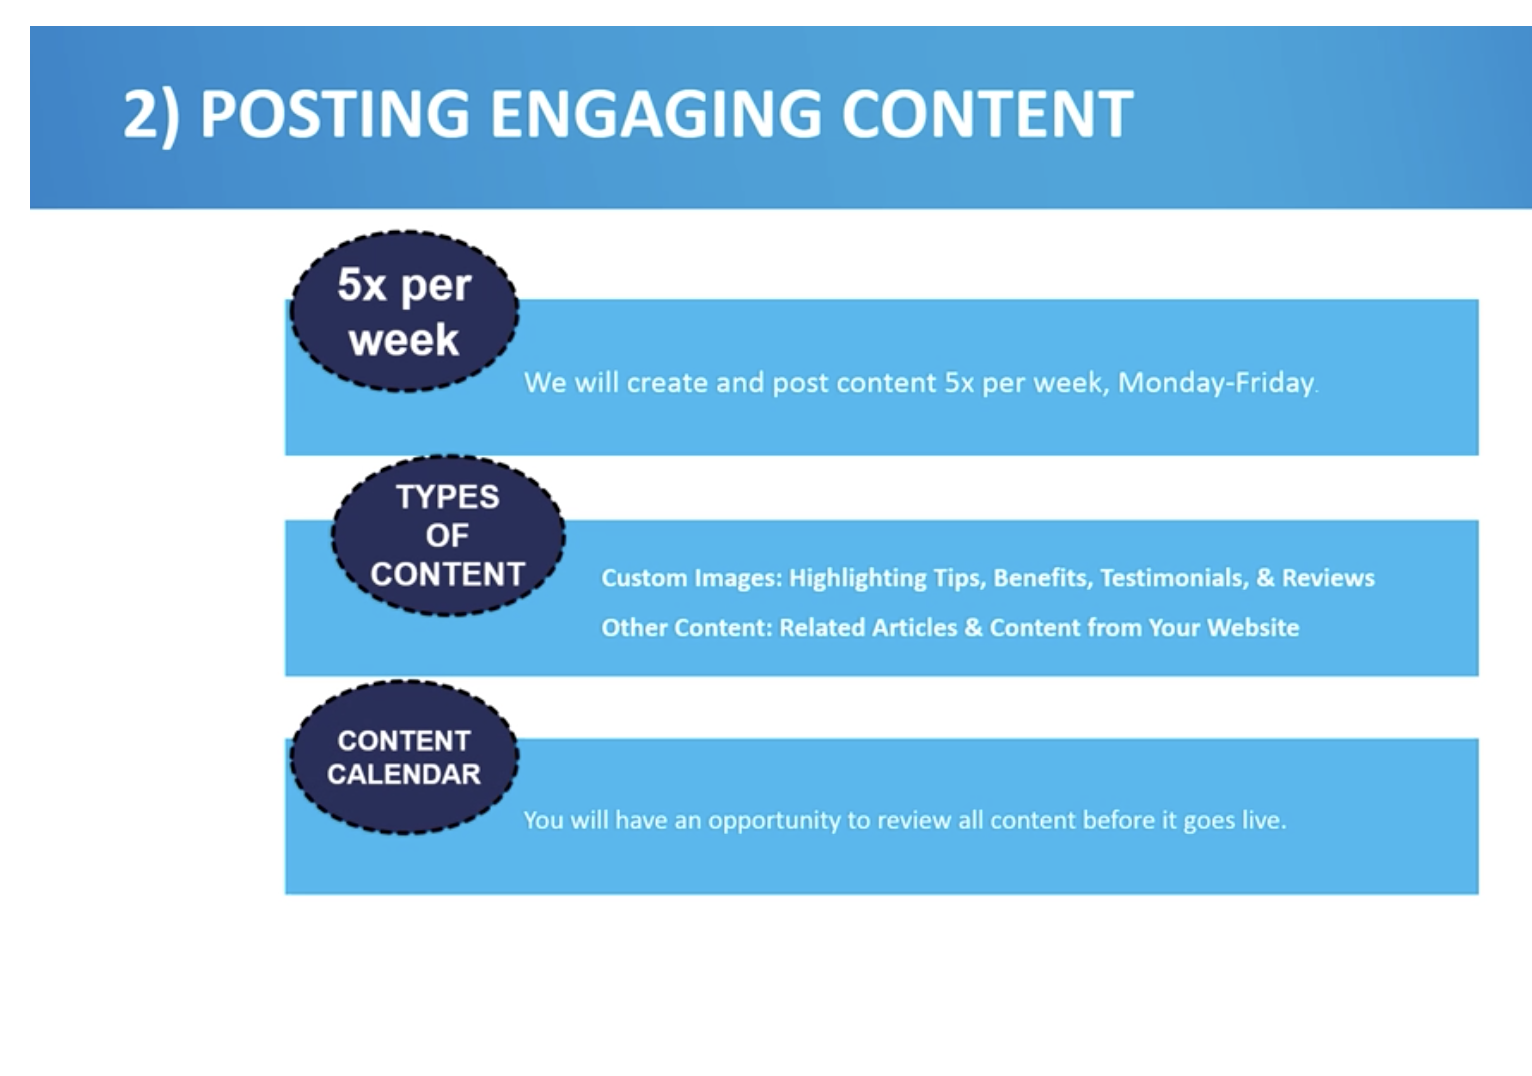 2) POSTING ENGAGING CONTENT
5x per
week
We will create and post content 5x per week, Monday-Friday.
TYPES
OF
CONTENT
Custom Images: Highlighting Tips, Benefits, Testimonials, & Reviews
Other Content: Related Articles & Content from Your Website
CONTENT
CALENDAR
You will have an opportunity to review all content before it goes live.